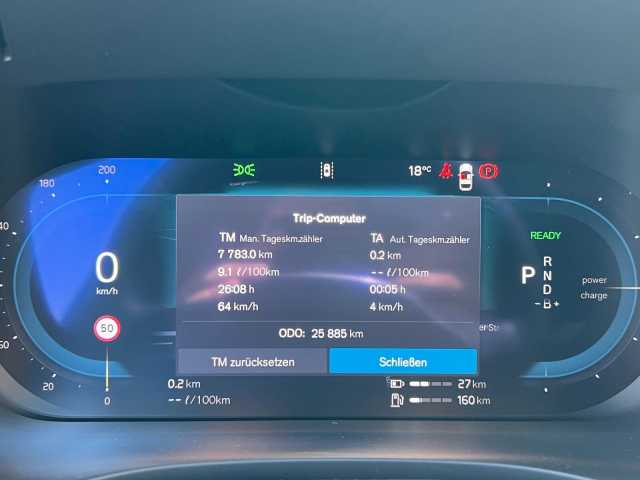 200
180
18°C
Trip-Computer
TM Man. Tageskm.zähler
TA Aut. Tageskm.zähler
7 783.0 km
0.2 km
9.1 ℓ/100km
-- ℓ/100km
26:08 h
00:05 h
64 km/h
4 km/h
ODO: 25 885 km
TM zurücksetzen
Schließen
0
km/h
50
20
0
READY
P
R
N
D
-B+
power
charge
0.2 km
-- ℓ/100km
27 km
160 km